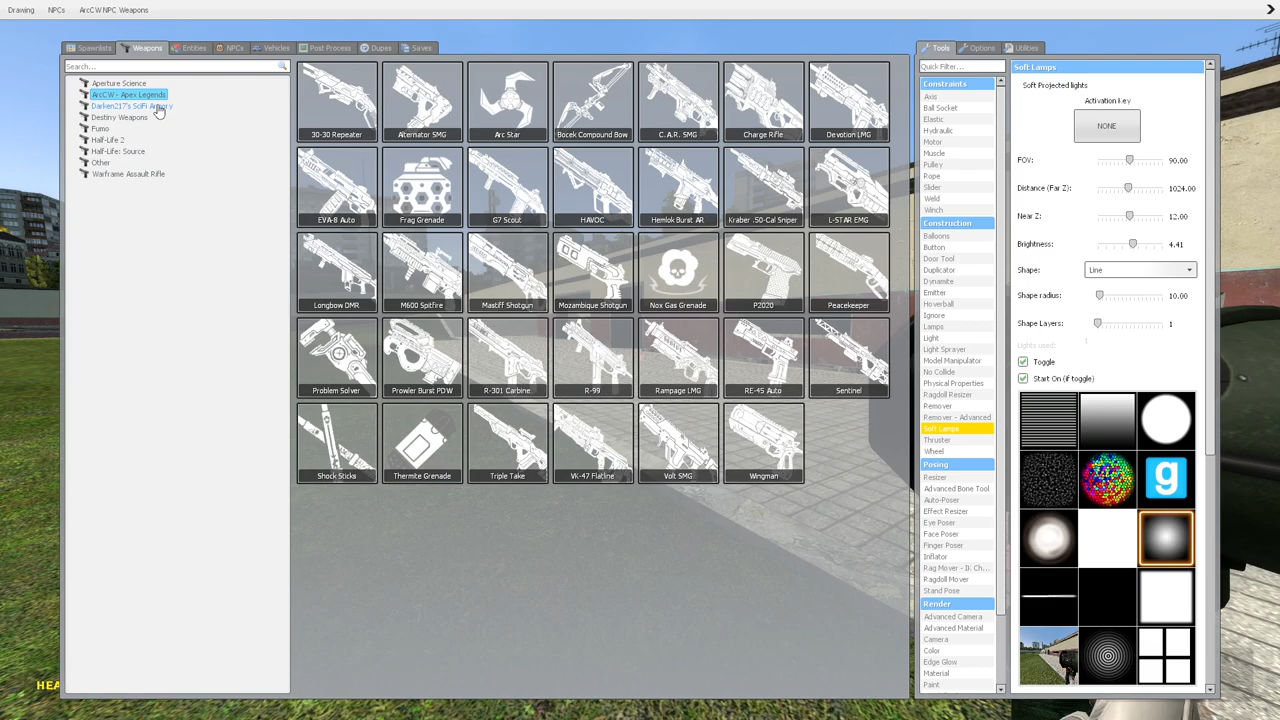 Drawing NPCs ArcCW NPC Weapons
Spawnlists Weapons Entities NPCs Vehicles Post Process Dupes Saves
Search...
Aperture Science
ArcCW - Apex Legends
Darken217's SciFi Armory
Destiny Weapons
Fumo
Half-Life 2
Half-Life: Source
Other
Warframe Assault Rifle
30-30 Repeater Alternator SMG Arc Star Bocek Compound Bow C.A.R. SMG Charge Rifle Devotion LMG
EVA-8 Auto Frag Grenade G7 Scout HAVOC Hemlok Burst AR Kraber .50-Cal Sniper L-STAR EMG
Longbow DMR M600 Spitfire Mastiff Shotgun Mozambique Shotgun Nox Gas Grenade P2020 Peacekeeper
Problem Solver Prowler Burst PDW R-301 Carbine R-99 Rampage LMG RE-45 Auto Sentinel
Shock Sticks Thermite Grenade Triple Take VK-47 Flatline Volt SMG Wingman
HEA
Tools Options Utilities
Quick Filter...
Constraints
Axis
Ball Socket
Elastic
Hydraulic
Motor
Muscle
Pulley
Rope
Slider
Weld
Winch
Construction
Balloons
Button
Door Tool
Duplicator
Dynamite
Emitter
Hoverball
Ignore
Lamps
Light
Light Sprayer
Model Manipulator
No Collide
Physical Properties
Ragdoll Resizer
Remover
Remover - Advanced
Soft Lamps
Thruster
Wheel
Posing
Resizer
Advanced Bone Tool
Auto-Poser
Effect Resizer
Eye Poser
Face Poser
Finger Poser
Inflator
Rag Mover - IK Ch...
Ragdoll Mover
Stand Pose
Render
Advanced Camera
Advanced Material
Camera
Color
Edge Glow
Material
Paint
Soft Lamps
Soft Projected lights
Activation Key
NONE
FOV: 90.00
Distance (Far Z): 1024.00
Near Z: 12.00
Brightness: 4.41
Shape: Line
Shape radius: 10.00
Shape Layers: 1
Lights used: 1
Toggle
Start On (if toggle)
g